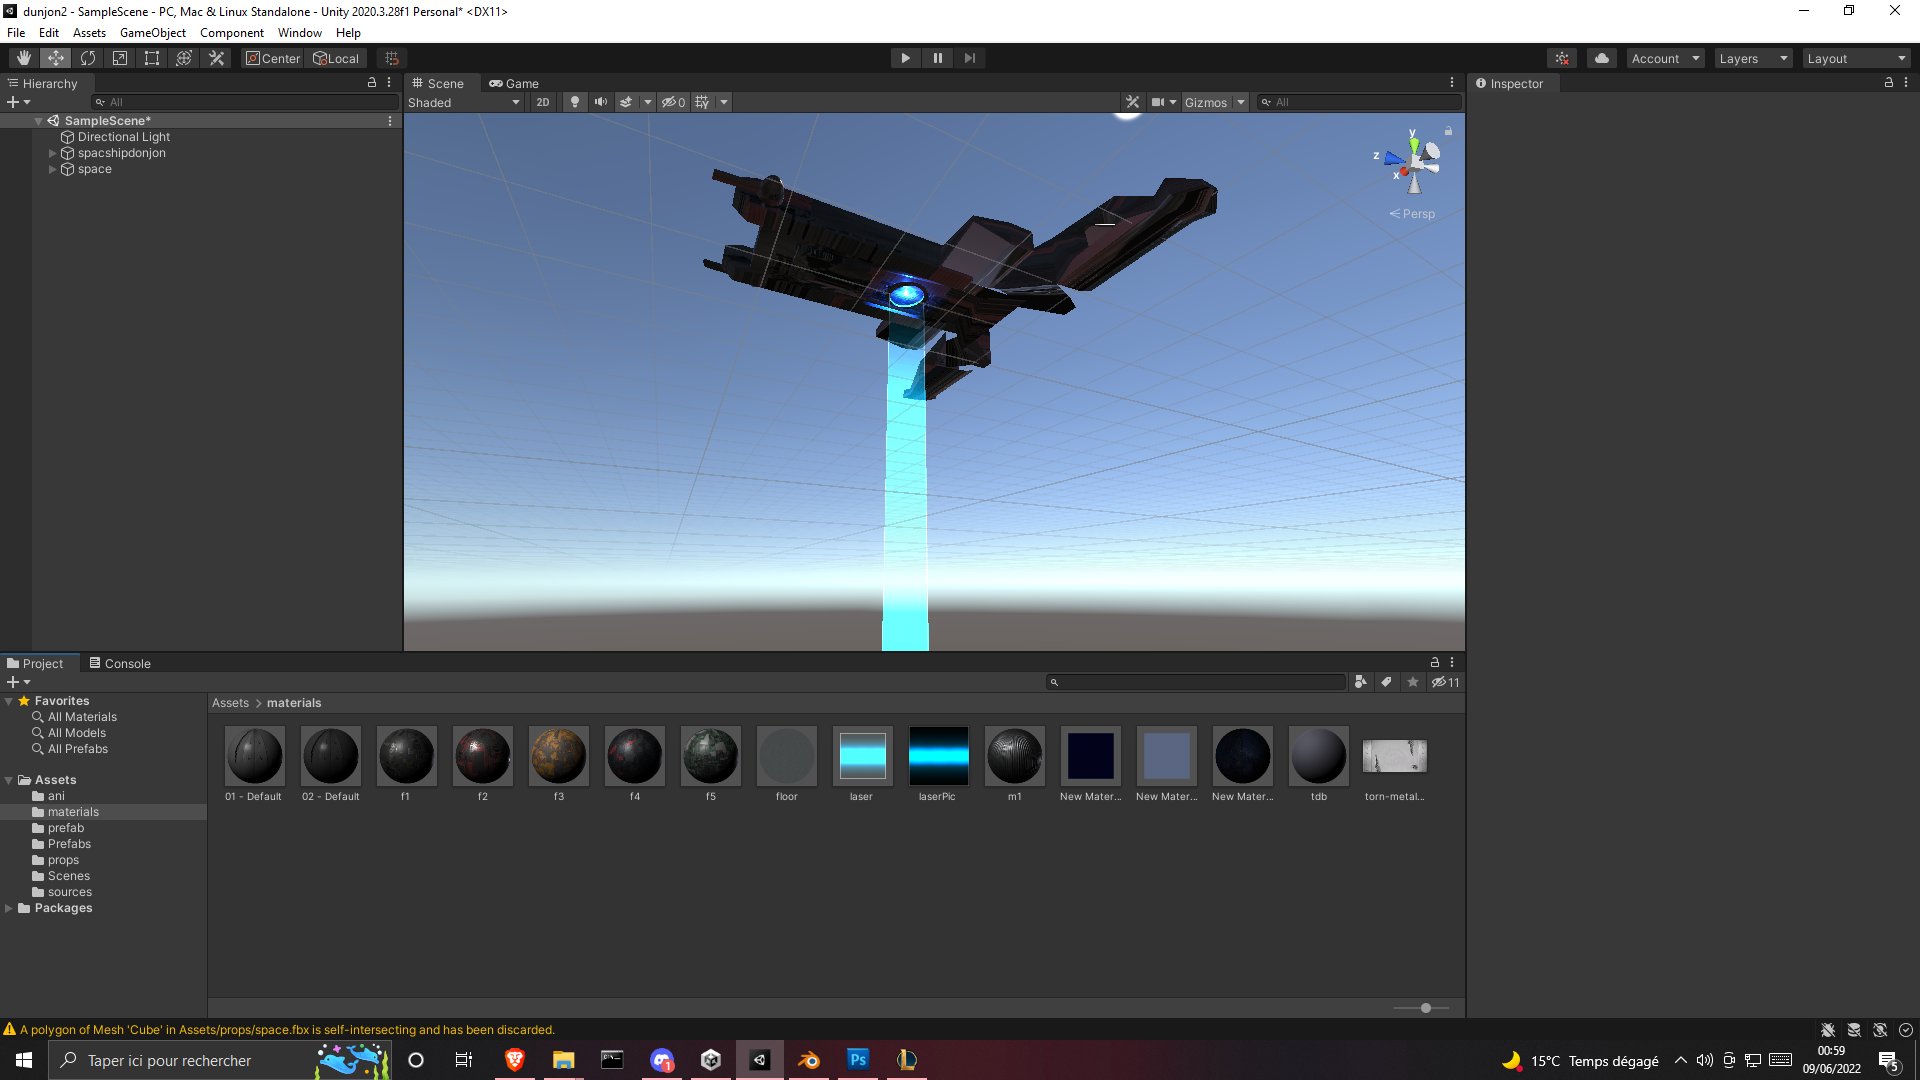 dunjon2 - SampleScene - PC, Mac & Linux Standalone - Unity 2020.3.28f1 Personal* <DX11>
File Edit Assets GameObject Component Window Help
Center Local Account Layers Layout
Hierarchy Scene Game Inspector
All Shaded 2D 0 Gizmos All
SampleScene*
Directional Light
spacshipdonjon
space
y
z
x
Persp
Project Console
11
Favorites
All Materials
All Models
All Prefabs
Assets
ani
materials
prefab
Prefabs
props
Scenes
sources
Packages
Assets > materials
01 - Default 02 - Default f1 f2 f3 f4 f5 floor laser laserPic m1 New Mater... New Mater... New Mater... tdb torn-metal...
A polygon of Mesh 'Cube' in Assets/props/space.fbx is self-intersecting and has been discarded.
Taper ici pour rechercher
1
Ps
15°C Temps dégagé
00:59
09/06/2022
5